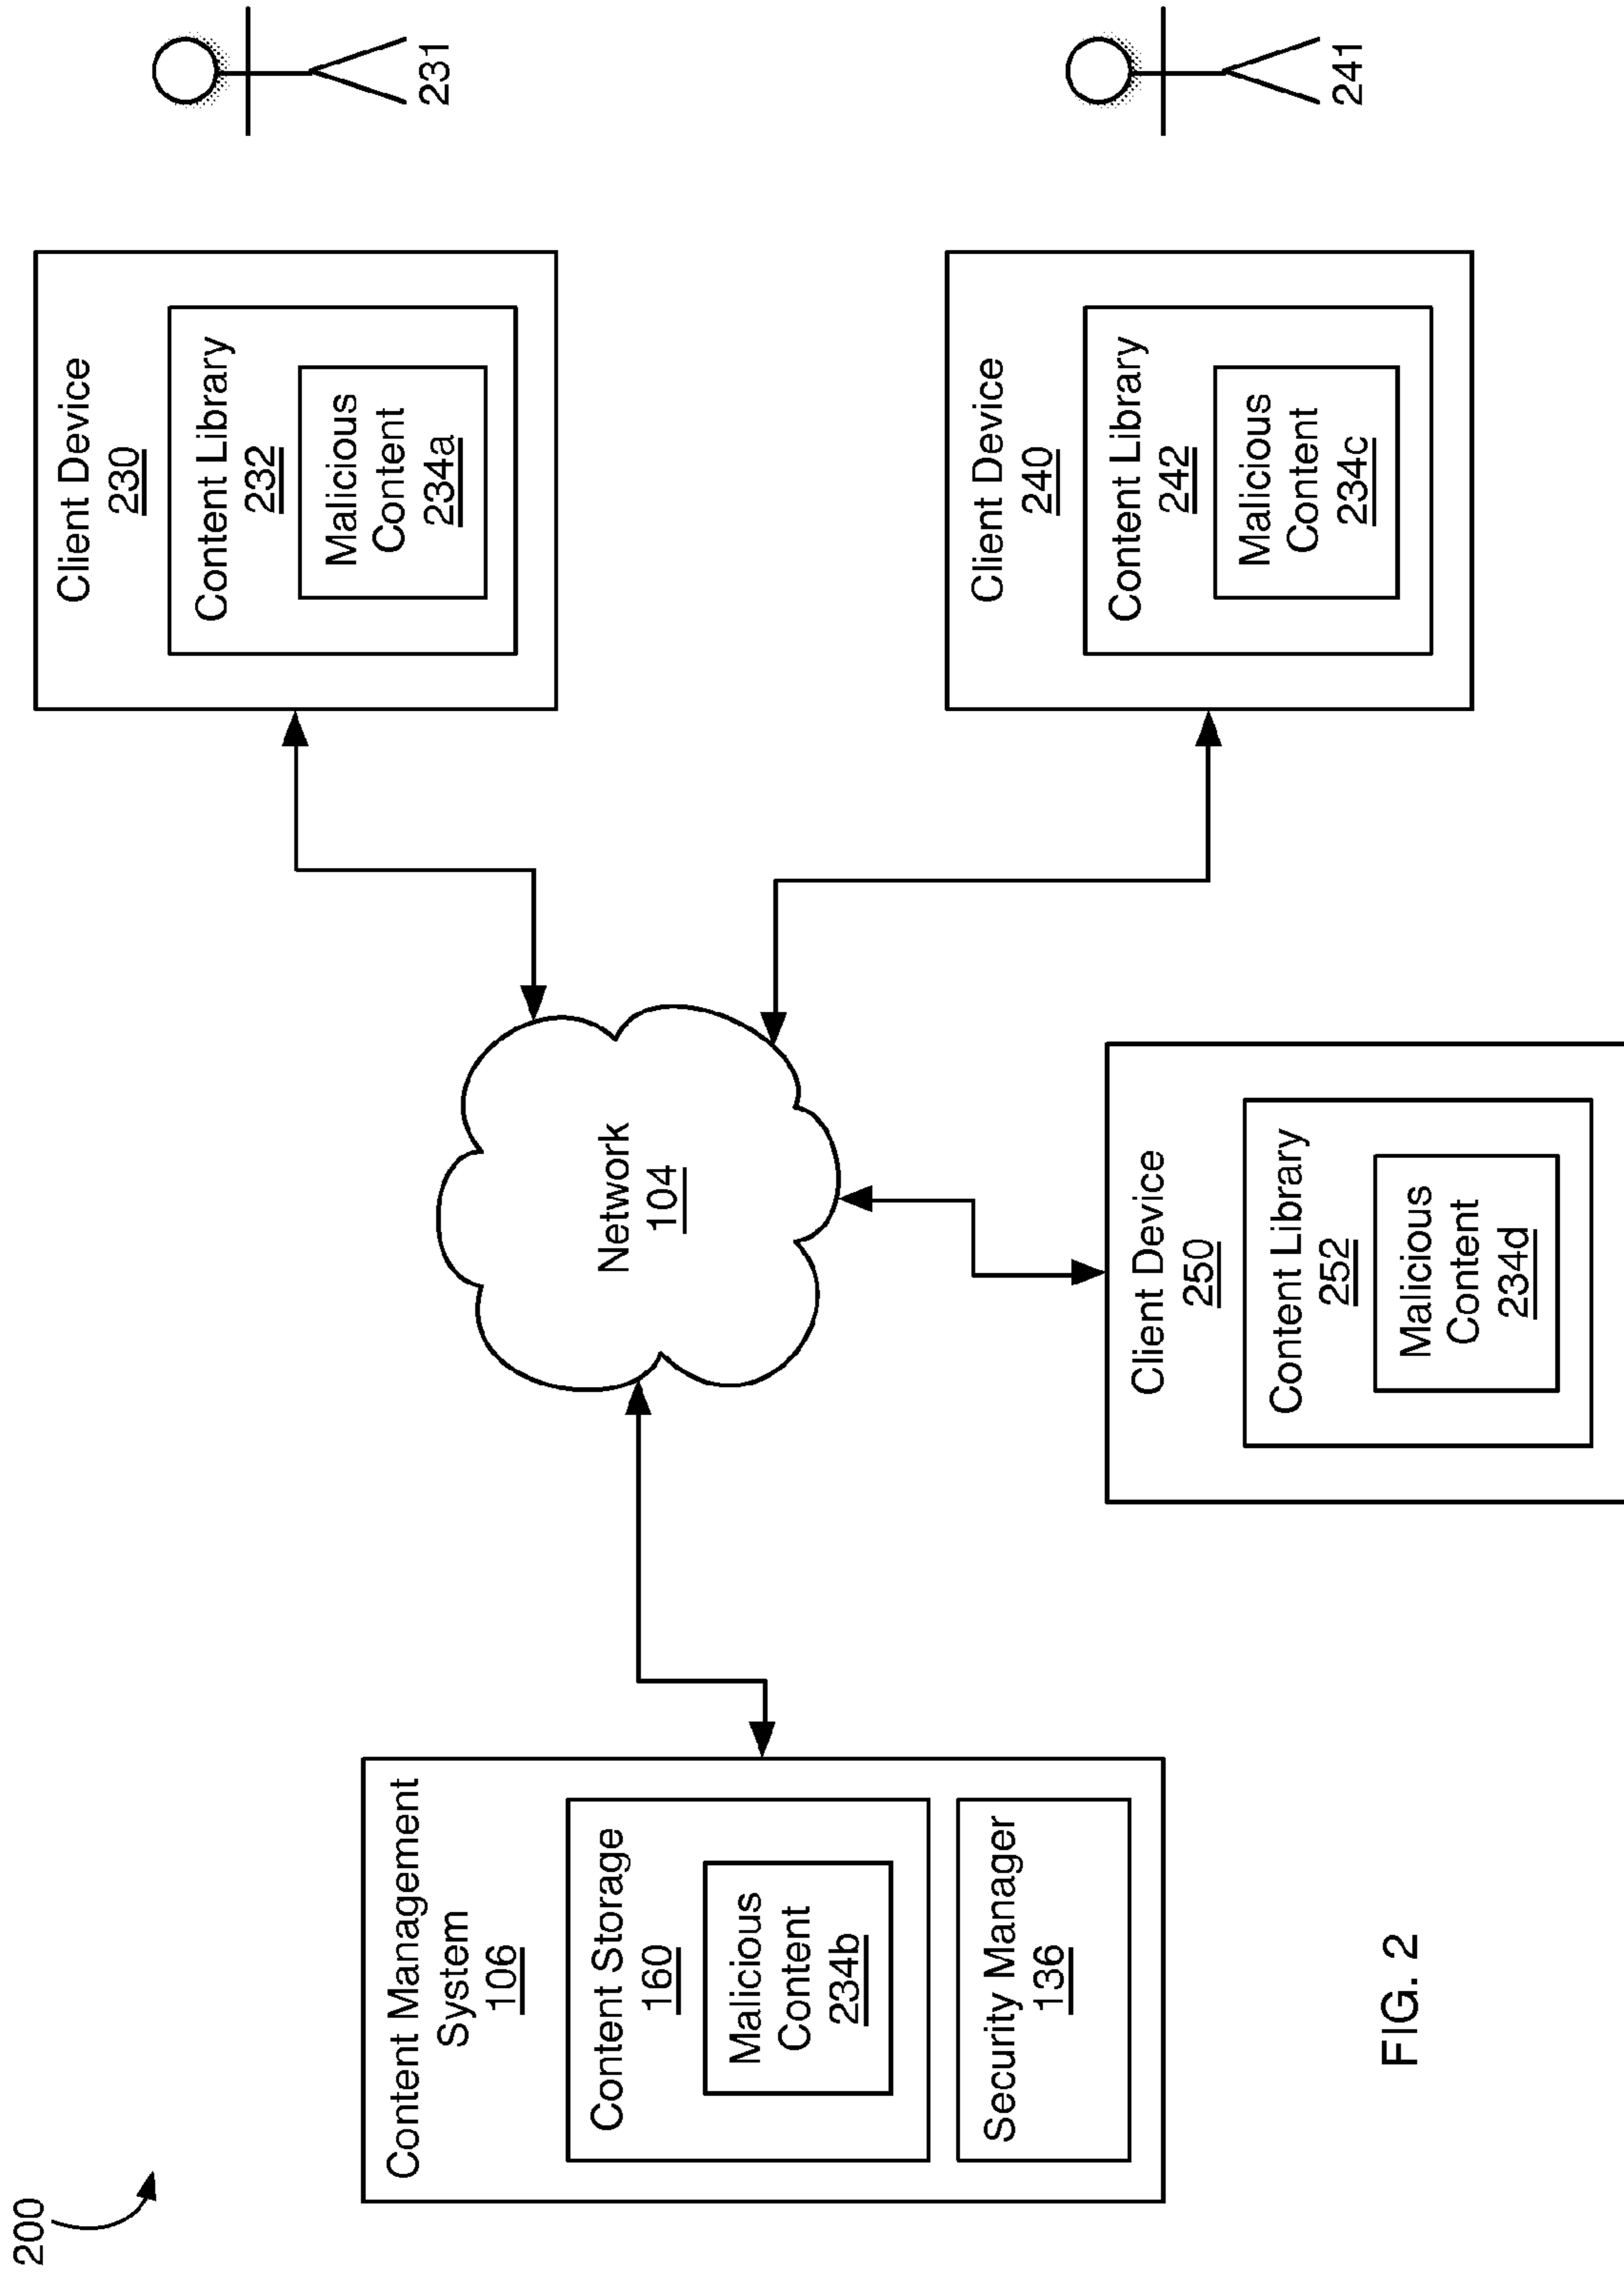 200
Content Management
System
106
Content Storage
160
Malicious
Content
234b
Security Manager
136
Network
104
Client Device
230
Content Library
232
Malicious
Content
234a
231
Client Device
240
Content Library
242
Malicious
Content
234c
241
Client Device
250
Content Library
252
Malicious
Content
234d
FIG. 2